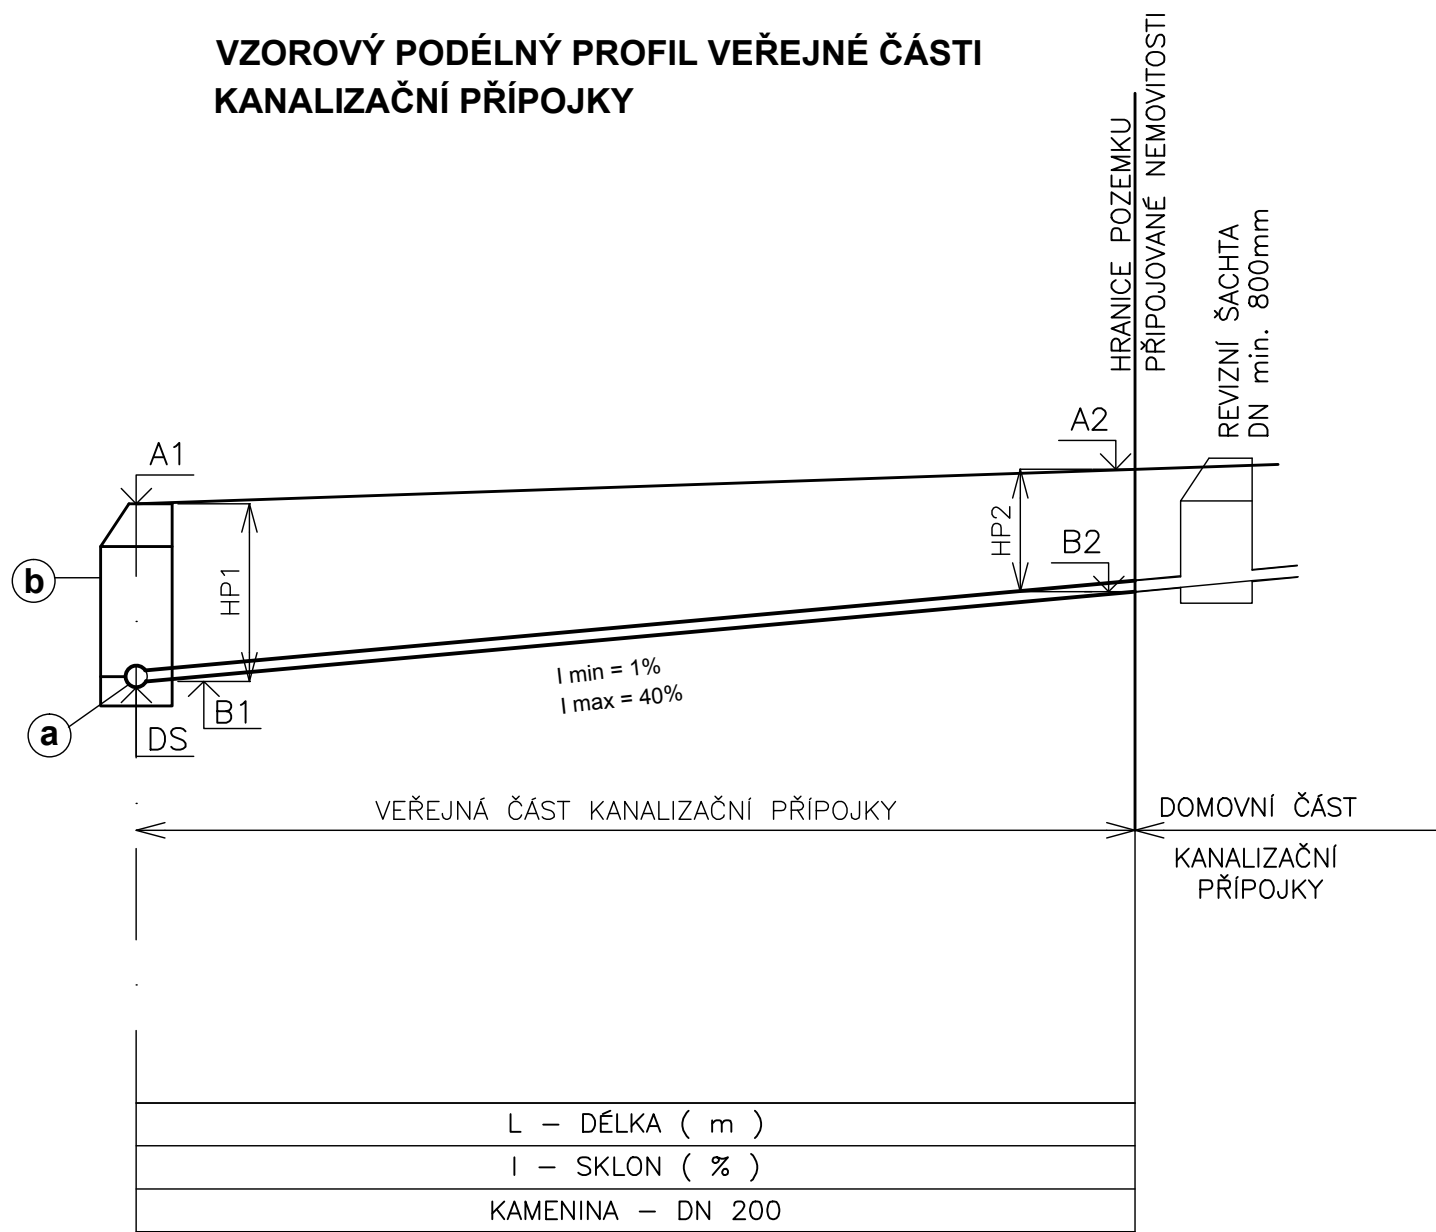 VZOROVÝ PODÉLNÝ PROFIL VEŘEJNÉ ČÁSTI
KANALIZAČNÍ PŘÍPOJKY
HRANICE POZEMKU
PŘIPOJOVANÉ NEMOVITOSTI
REVIZNÍ ŠACHTA
DN min. 800mm
A1
A2
HP1
HP2
B2
b
I min = 1%
I max = 40%
B1
a
DS
VEŘEJNÁ ČÁST KANALIZAČNÍ PŘÍPOJKY
DOMOVNÍ ČÁST
KANALIZAČNÍ
PŘÍPOJKY
L – DÉLKA ( m )
I – SKLON ( % )
KAMENINA – DN 200